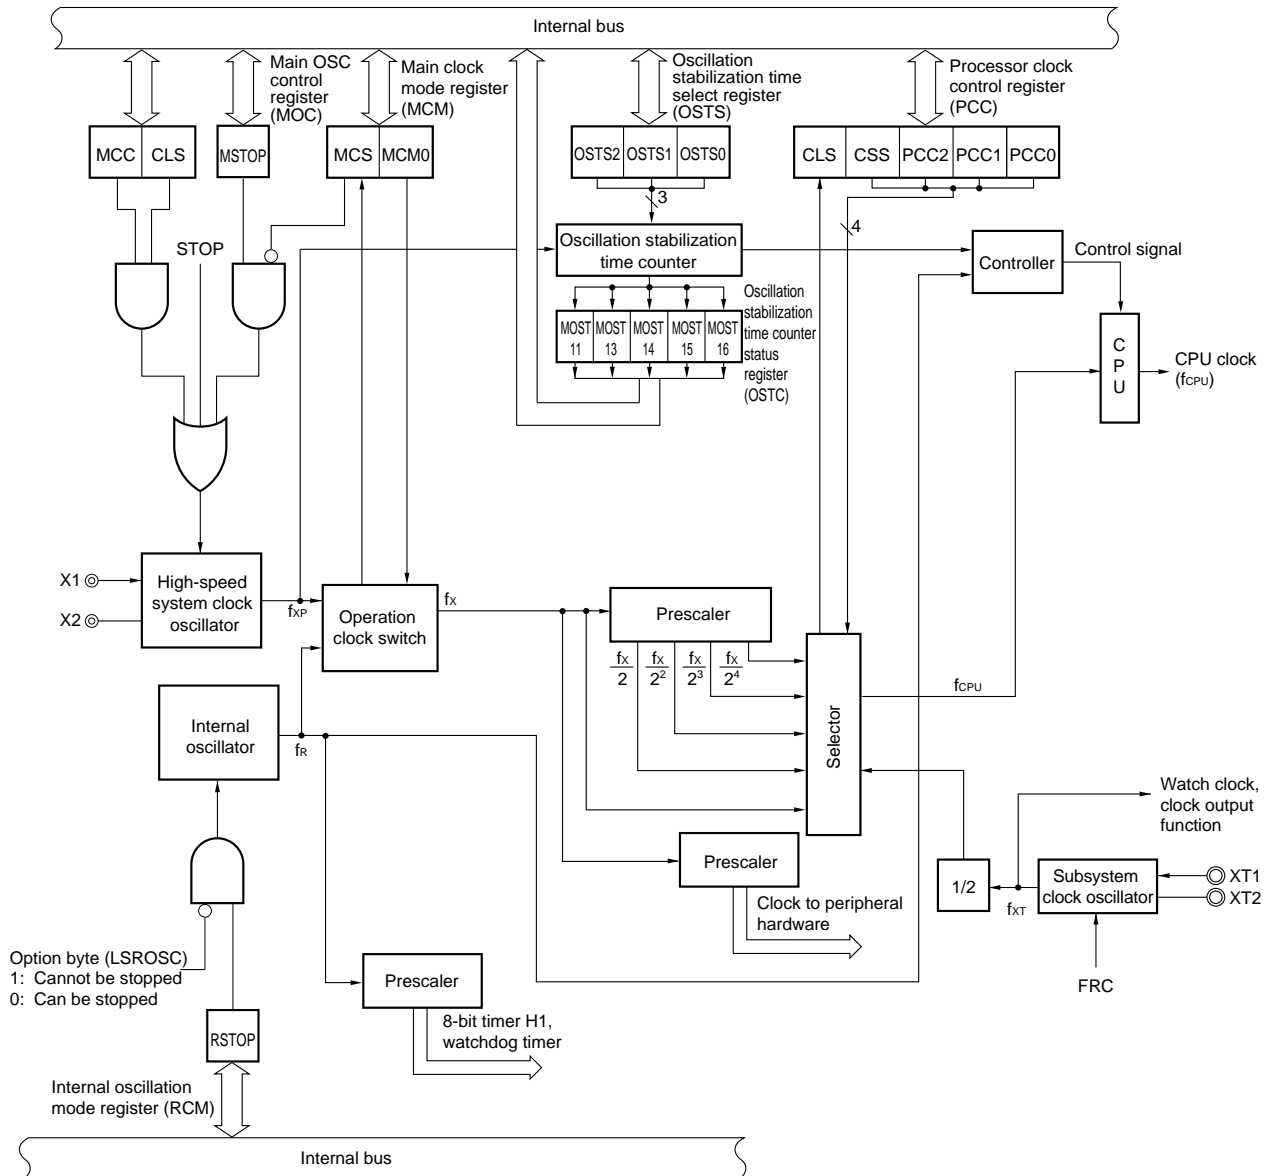 Internal bus
Main OSC
control
register
(MOC)
Main clock
mode register
(MCM)
Oscillation
stabilization time
select register
(OSTS)
Processor clock
control register
(PCC)
MCC CLS
MSTOP
MCS MCM0
OSTS2 OSTS1 OSTS0
CLS CSS PCC2 PCC1 PCC0
3
4
STOP
Oscillation stabilization
time counter
Controller
Control signal
Oscillation
stabilization
time counter
status
register
(OSTC)
MOST MOST MOST MOST MOST
11 13 14 15 16
C
P
U
CPU clock
(fCPU)
X1
X2
High-speed
system clock
oscillator
fXP
Operation
clock switch
fX
Prescaler
fX/2 fX/2² fX/2³ fX/2⁴
Selector
fCPU
Internal
oscillator
fR
Watch clock,
clock output
function
Prescaler
Clock to peripheral
hardware
1/2
fXT
Subsystem
clock oscillator
XT1
XT2
FRC
Option byte (LSROSC)
1: Cannot be stopped
0: Can be stopped
Prescaler
8-bit timer H1,
watchdog timer
RSTOP
Internal oscillation
mode register (RCM)
Internal bus